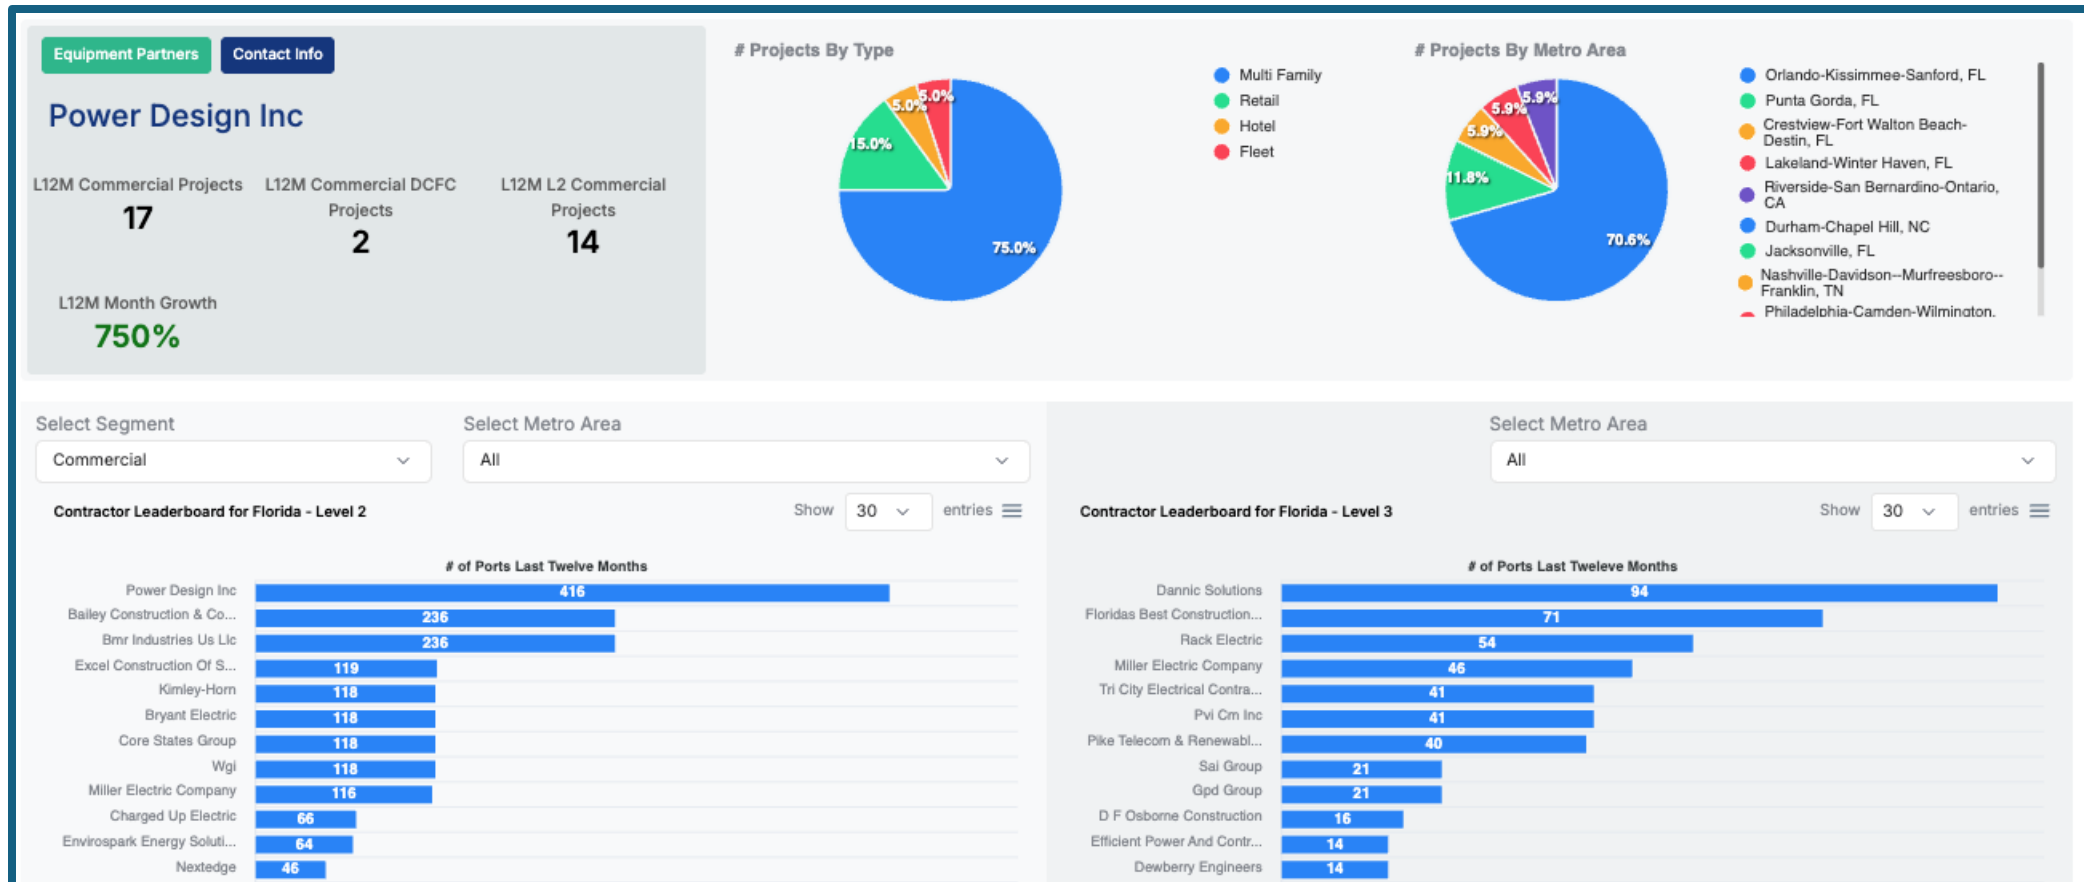 Equipment Partners
Contact Info
Power Design Inc
L12M Commercial Projects
17
L12M Commercial DCFC
Projects
2
L12M L2 Commercial
Projects
14
L12M Month Growth
750%
# Projects By Type
5.0%
5.0%
15.0%
75.0%
Multi Family
Retail
Hotel
Fleet
# Projects By Metro Area
5.9%
5.9%
5.9%
11.8%
70.6%
Orlando-Kissimmee-Sanford, FL
Punta Gorda, FL
Crestview-Fort Walton Beach-
Destin, FL
Lakeland-Winter Haven, FL
Riverside-San Bernardino-Ontario,
CA
Durham-Chapel Hill, NC
Jacksonville, FL
Nashville-Davidson--Murfreesboro--
Franklin, TN
Philadelphia-Camden-Wilmington,
Select Segment
Commercial
Select Metro Area
All
Contractor Leaderboard for Florida - Level 2
Show 30 entries
# of Ports Last Twelve Months
Power Design Inc 416
Bailey Construction & Co... 236
Bmr Industries Us Llc 236
Excel Construction Of S... 119
Kimley-Horn 118
Bryant Electric 118
Core States Group 118
Wgi 118
Miller Electric Company 116
Charged Up Electric 66
Envirospark Energy Soluti... 64
Nextedge 46
Select Metro Area
All
Contractor Leaderboard for Florida - Level 3
Show 30 entries
# of Ports Last Tweleve Months
Dannic Solutions 94
Floridas Best Construction... 71
Rack Electric 54
Miller Electric Company 46
Tri City Electrical Contra... 41
Pvi Cm Inc 41
Pike Telecom & Renewabl... 40
Sai Group 21
Gpd Group 21
D F Osborne Construction 16
Efficient Power And Contr... 14
Dewberry Engineers 14